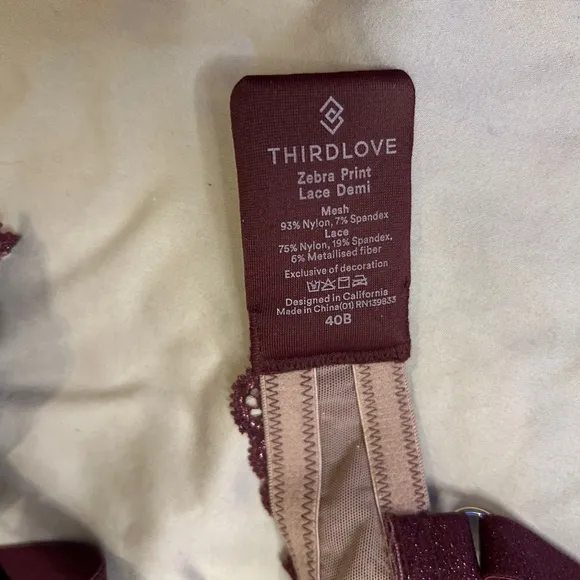 THIRDLOVE
Zebra Print
Lace Demi
Mesh
93% Nylon, 7% Spandex
Lace
75% Nylon, 19% Spandex.
6% Metallised fiber
Exclusive of decoration
Designed in California
Made in China(01) RN139833
40B